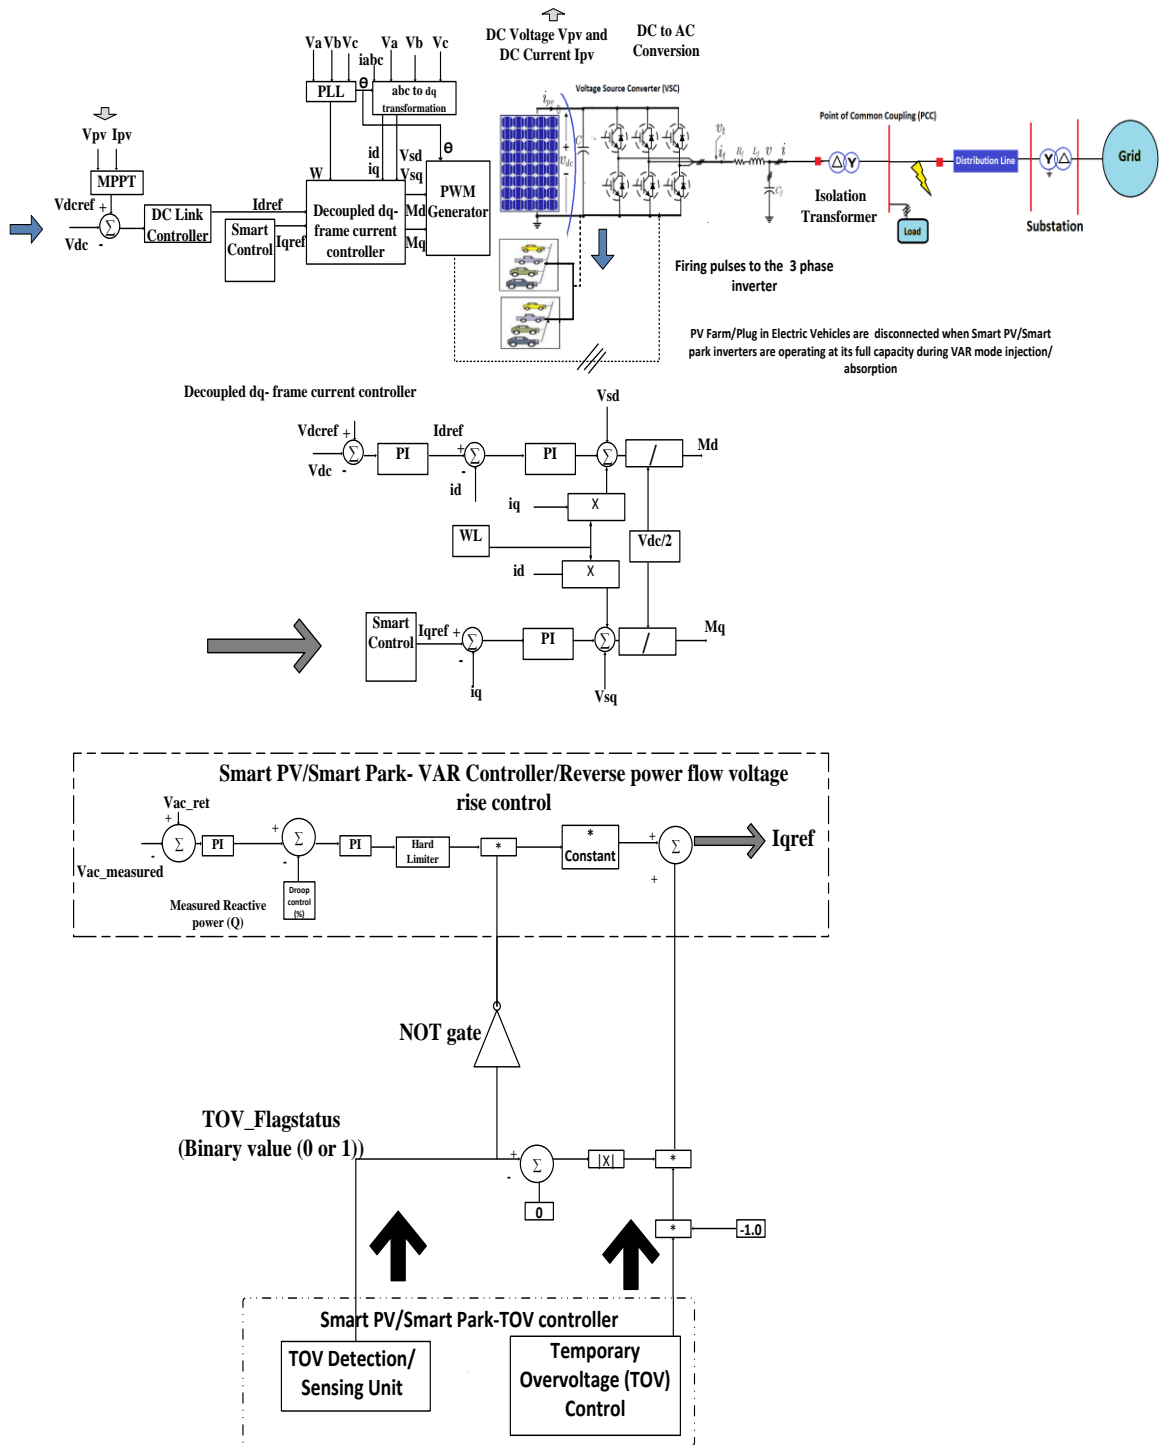 DC Voltage Vpv and
DC Current Ipv
DC to AC
Conversion
Va Vb Vc
iabc
Va Vb Vc
PLL
θ
abc to dq
transformation
Vpv Ipv
MPPT
Vdcref +
Σ
Vdc -
DC Link
Controller
Idref
Smart
Control
Iqref
W
id
iq
Decoupled dq-
frame current
controller
Vsd
Vsq
Md
Mq
θ
PWM
Generator
Voltage Source Converter (VSC)
ipv
C
+
vdc
-
vt
it
Rf Lf v i
Cf
Point of Common Coupling (PCC)
Δ Y
Isolation
Transformer
Load
Distribution Line
Y Δ
Substation
Grid
Firing pulses to the 3 phase
inverter
PV Farm/Plug in Electric Vehicles are disconnected when Smart PV/Smart
park inverters are operating at its full capacity during VAR mode injection/
absorption
Decoupled dq- frame current controller
Vdcref +
Σ
Vdc -
PI
Idref
+
Σ
-
id
PI
Vsd
Σ
/
Md
iq
X
WL
Vdc/2
id
X
Smart
Control
Iqref +
Σ
-
iq
PI
Σ
Vsq
/
Mq
Smart PV/Smart Park- VAR Controller/Reverse power flow voltage
rise control
Vac_ref
+
Σ
-
Vac_measured
PI
+
Σ
-
Droop
control
(%)
Measured Reactive
power (Q)
PI
Hard
Limiter
*
*
Constant
+
Σ
+
Iqref
NOT gate
TOV_Flagstatus
(Binary value (0 or 1))
+
Σ
-
0
|X|
*
*
-1.0
Smart PV/Smart Park-TOV controller
TOV Detection/
Sensing Unit
Temporary
Overvoltage (TOV)
Control